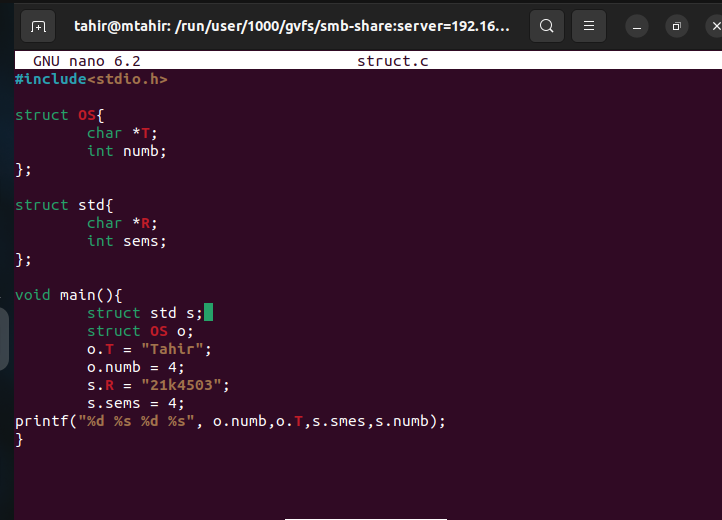 tahir@mtahir: /run/user/1000/gvfs/smb-share:server=192.16...
GNU nano 6.2 struct.c
#include<stdio.h>
struct OS{
char *T;
int numb;
};
struct std{
char *R;
int sems;
};
void main(){
struct std s;
struct OS o;
o.T = "Tahir";
o.numb = 4;
s.R = "21k4503";
s.sems = 4;
printf("%d %s %d %s", o.numb,o.T,s.smes,s.numb);
}